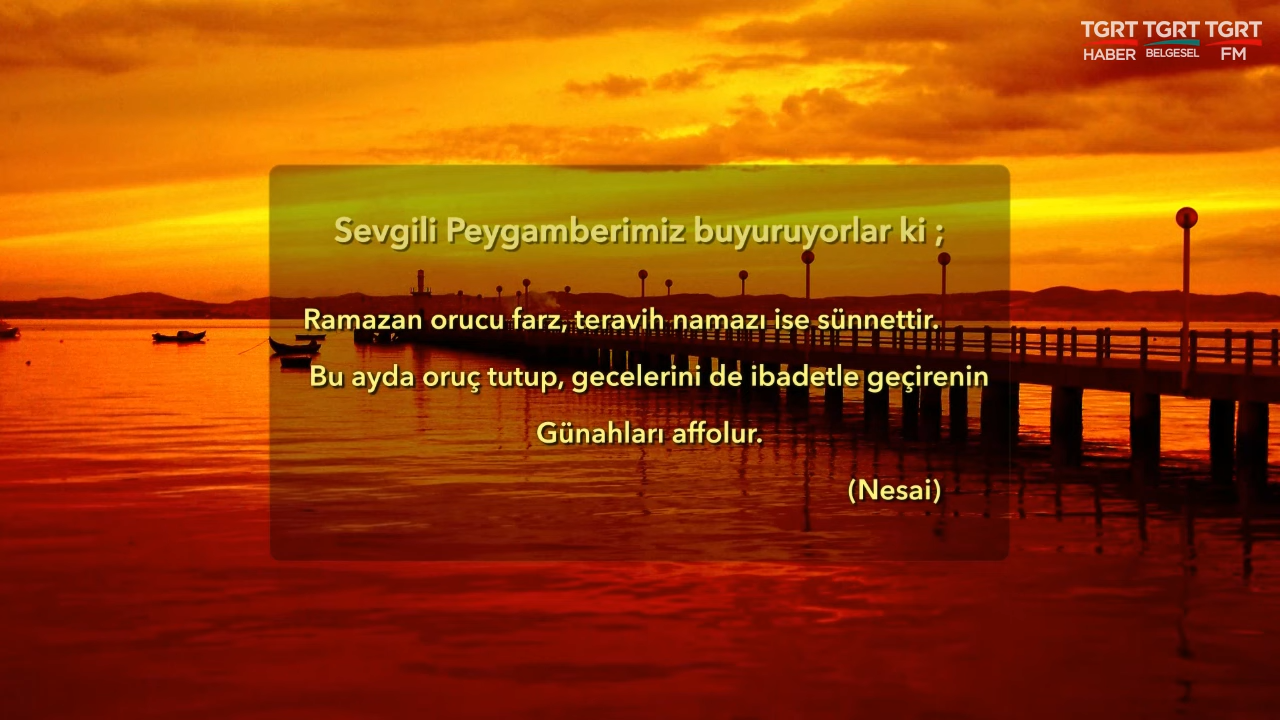 TGRT TGRT TGRT
HABER BELGESEL FM
Sevgili Peygamberimiz buyuruyorlar ki ;
Ramazan orucu farz, teravih namazı ise sünnettir.
Bu ayda oruç tutup, gecelerini de ibadetle geçirenin
Günahları affolur.
(Nesai)